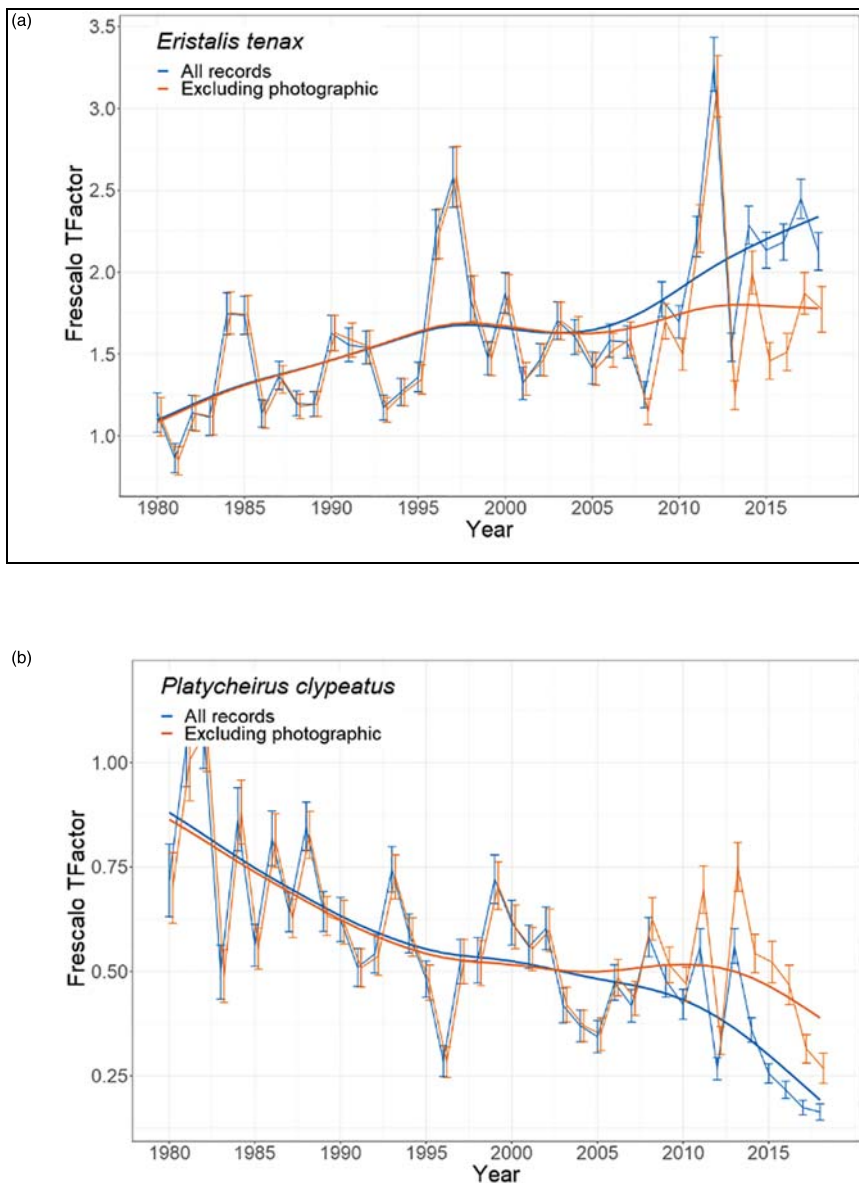 (a)
Eristalis tenax
All records
Excluding photographic
Frescalo TFactor
3.5
3.0
2.5
2.0
1.5
1.0
1980 1985 1990 1995 2000 2005 2010 2015
Year
(b)
Platycheirus clypeatus
All records
Excluding photographic
Frescalo TFactor
1.00
0.75
0.50
0.25
1980 1985 1990 1995 2000 2005 2010 2015
Year